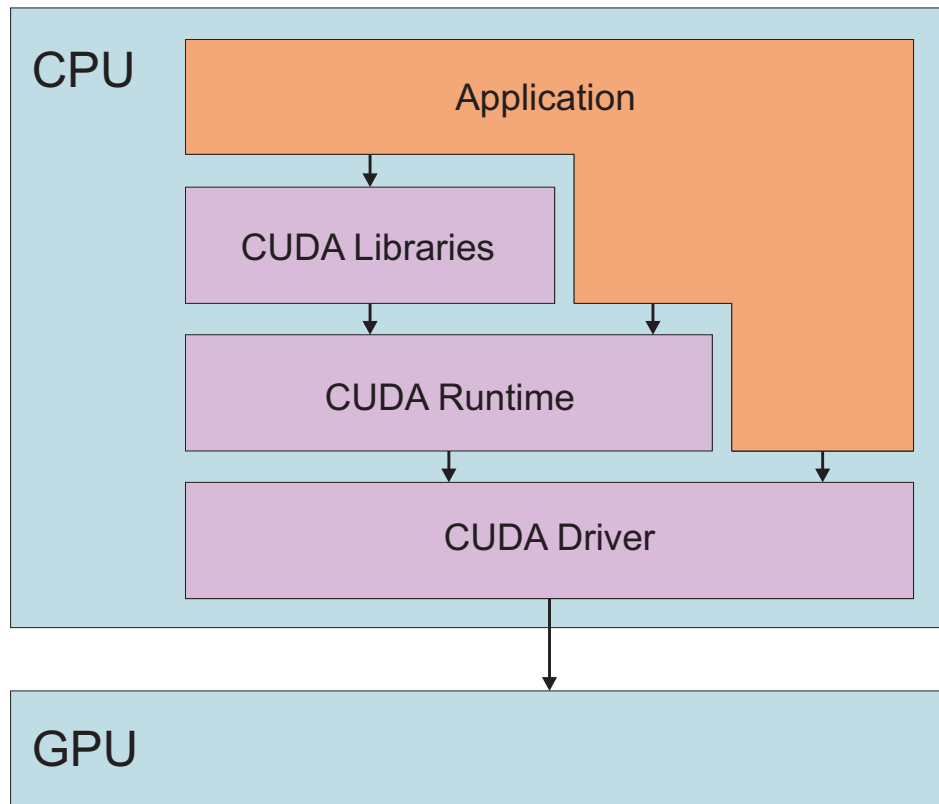 CPU
Application
CUDA Libraries
CUDA Runtime
CUDA Driver
GPU